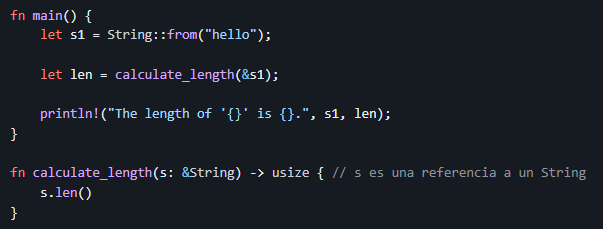 fn main() {
    let s1 = String::from("hello");
    let len = calculate_length(&s1);
    println!("The length of '{}' is {}.", s1, len);
}
fn calculate_length(s: &String) -> usize { // s es una referencia a un String
    s.len()
}